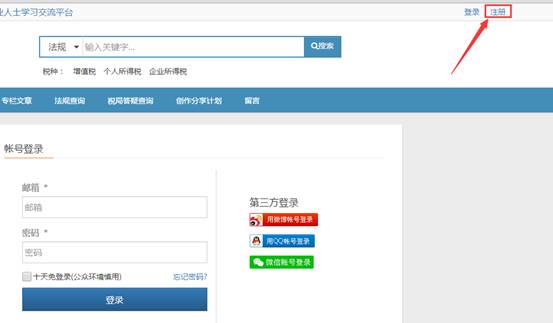 业人士学习交流平台 登录 注册
法规 输入关键字... 搜索
税种： 增值税 个人所得税 企业所得税
专栏文章 法规查询 税局答疑查询 创作分享计划 留言
帐号登录
邮箱 *
邮箱
密码 *
密码
十天免登录(公众环境慎用) 忘记密码?
登录
第三方登录
用微博帐号登录
用QQ帐号登录
微信账号登录